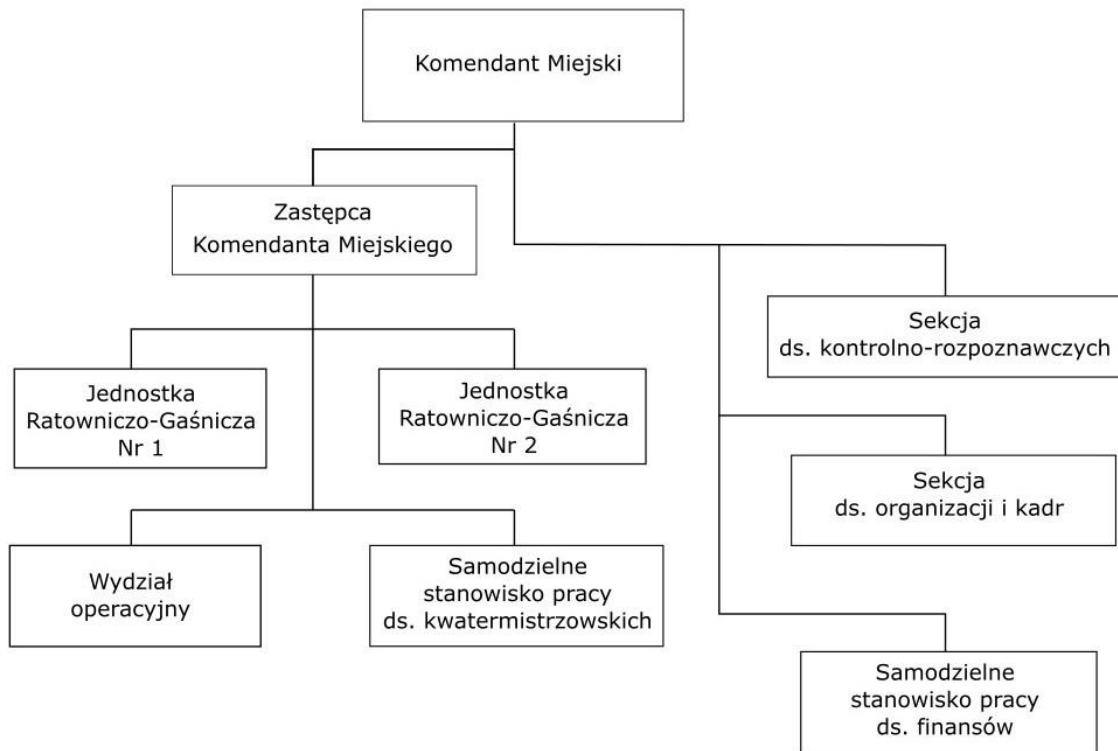 Komendant Miejski
Zastępca
Komendanta Miejskiego
Jednostka
Ratowniczo-Gaśnicza
Nr 1
Jednostka
Ratowniczo-Gaśnicza
Nr 2
Wydział
operacyjny
Samodzielne
stanowisko pracy
ds. kwatermistrzowskich
Sekcja
ds. kontrolno-rozpoznawczych
Sekcja
ds. organizacji i kadr
Samodzielne
stanowisko pracy
ds. finansów